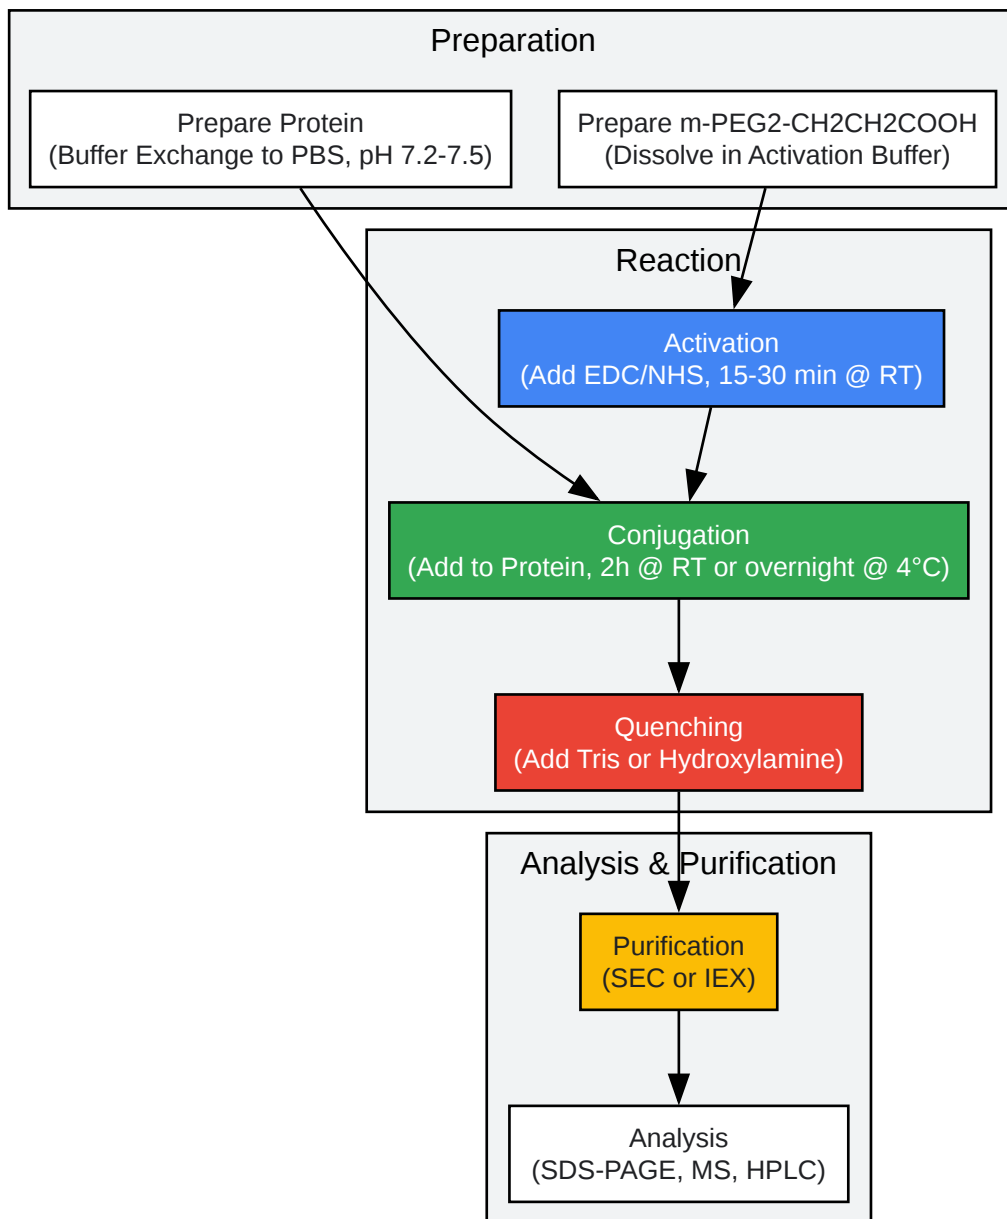 Preparation
Prepare Protein
(Buffer Exchange to PBS, pH 7.2-7.5)
Prepare m-PEG2-CH2CH2COOH
(Dissolve in Activation Buffer)
Reaction
Activation
(Add EDC/NHS, 15-30 min @ RT)
Conjugation
(Add to Protein, 2h @ RT or overnight @ 4°C)
Quenching
(Add Tris or Hydroxylamine)
Analysis & Purification
Purification
(SEC or IEX)
Analysis
(SDS-PAGE, MS, HPLC)